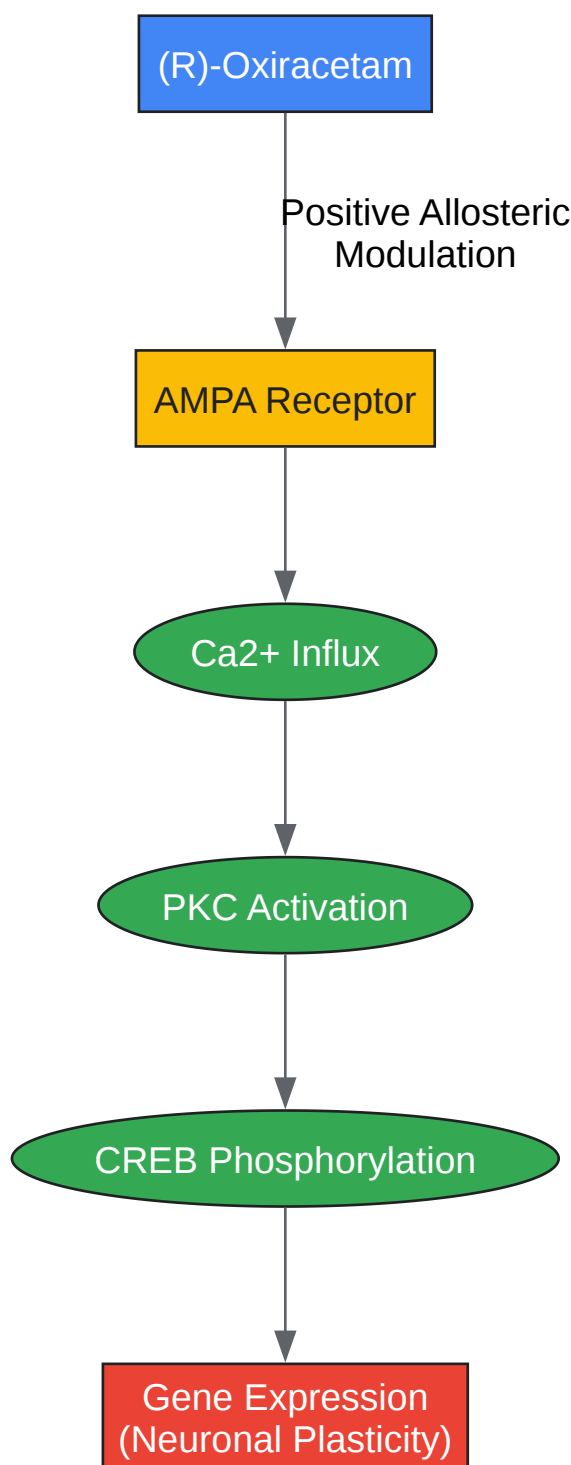 (R)-Oxiracetam
Positive Allosteric
Modulation
AMPA Receptor
Ca2+ Influx
PKC Activation
CREB Phosphorylation
Gene Expression
(Neuronal Plasticity)